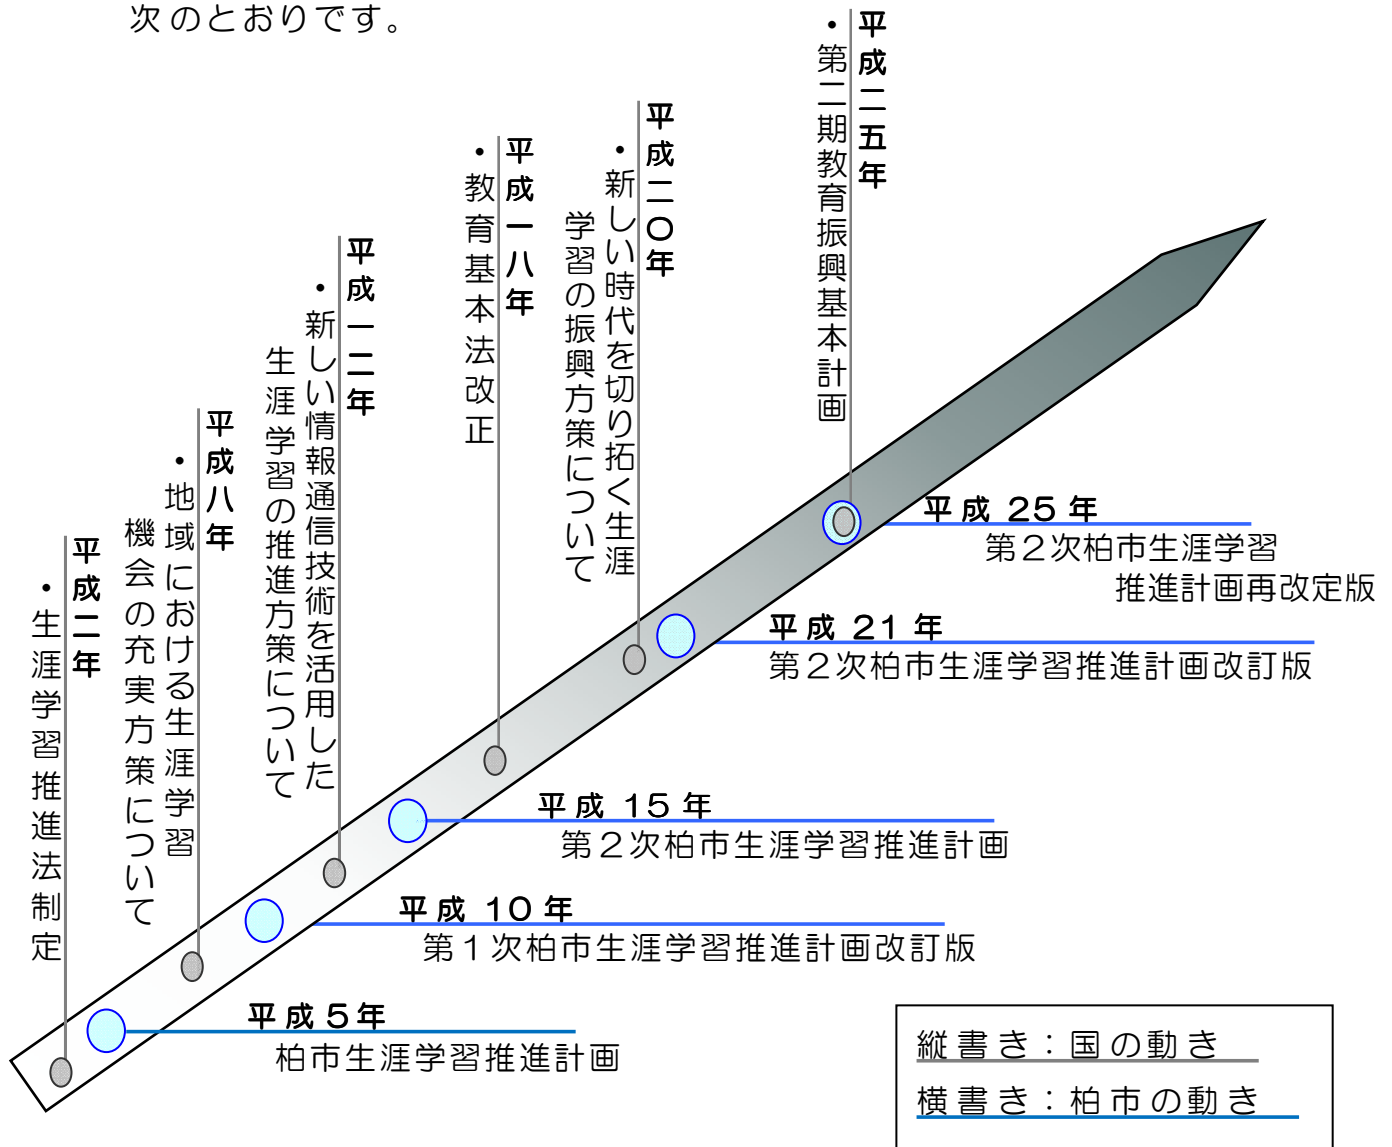 次のとおりです。
平成二五年
・第二期教育振興基本計画
平成二〇年
・新しい時代を切り拓く生涯
学習の振興方策について
平成一八年
・教育基本法改正
平成一二年
・新しい情報通信技術を活用した
生涯学習の推進方策について
平成八年
・地域における生涯学習
機会の充実方策について
平成二年
・生涯学習推進法制定
平成 25 年
第２次柏市生涯学習
推進計画再改定版
平成 21 年
第２次柏市生涯学習推進計画改訂版
平成 15 年
第２次柏市生涯学習推進計画
平成 10 年
第１次柏市生涯学習推進計画改訂版
平成 5 年
柏市生涯学習推進計画
縦書き：国の動き
横書き：柏市の動き